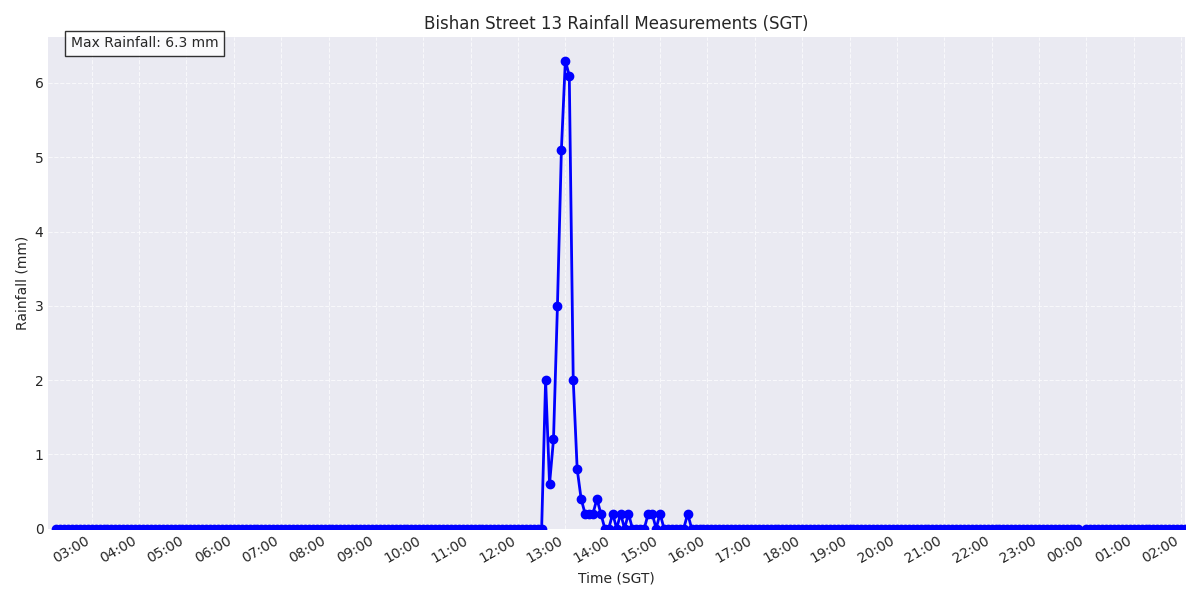 Bishan Street 13 Rainfall Measurements (SGT)
Max Rainfall: 6.3 mm
Rainfall (mm)
6
5
4
3
2
1
0
03:00 04:00 05:00 06:00 07:00 08:00 09:00 10:00 11:00 12:00 13:00 14:00 15:00 16:00 17:00 18:00 19:00 20:00 21:00 22:00 23:00 00:00 01:00 02:00
Time (SGT)